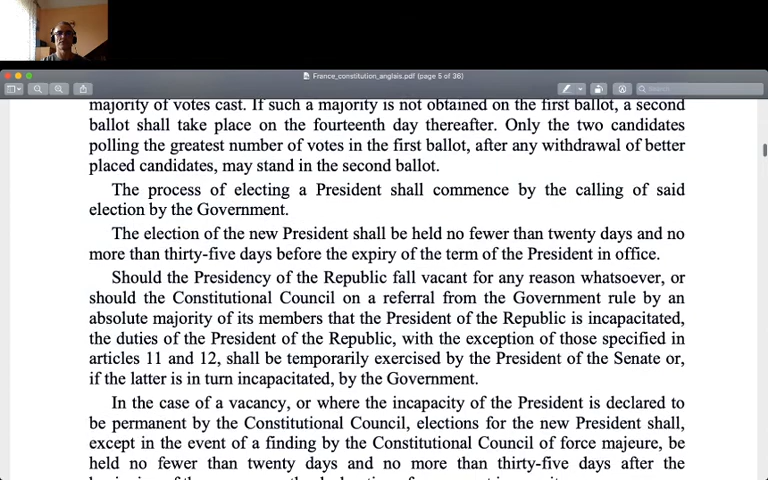 France_constitution_anglais.pdf (page 5 of 36)
Search
majority of votes cast. If such a majority is not obtained on the first ballot, a second
ballot shall take place on the fourteenth day thereafter. Only the two candidates
polling the greatest number of votes in the first ballot, after any withdrawal of better
placed candidates, may stand in the second ballot.
The process of electing a President shall commence by the calling of said
election by the Government.
The election of the new President shall be held no fewer than twenty days and no
more than thirty-five days before the expiry of the term of the President in office.
Should the Presidency of the Republic fall vacant for any reason whatsoever, or
should the Constitutional Council on a referral from the Government rule by an
absolute majority of its members that the President of the Republic is incapacitated,
the duties of the President of the Republic, with the exception of those specified in
articles 11 and 12, shall be temporarily exercised by the President of the Senate or,
if the latter is in turn incapacitated, by the Government.
In the case of a vacancy, or where the incapacity of the President is declared to
be permanent by the Constitutional Council, elections for the new President shall,
except in the event of a finding by the Constitutional Council of force majeure, be
held no fewer than twenty days and no more than thirty-five days after the